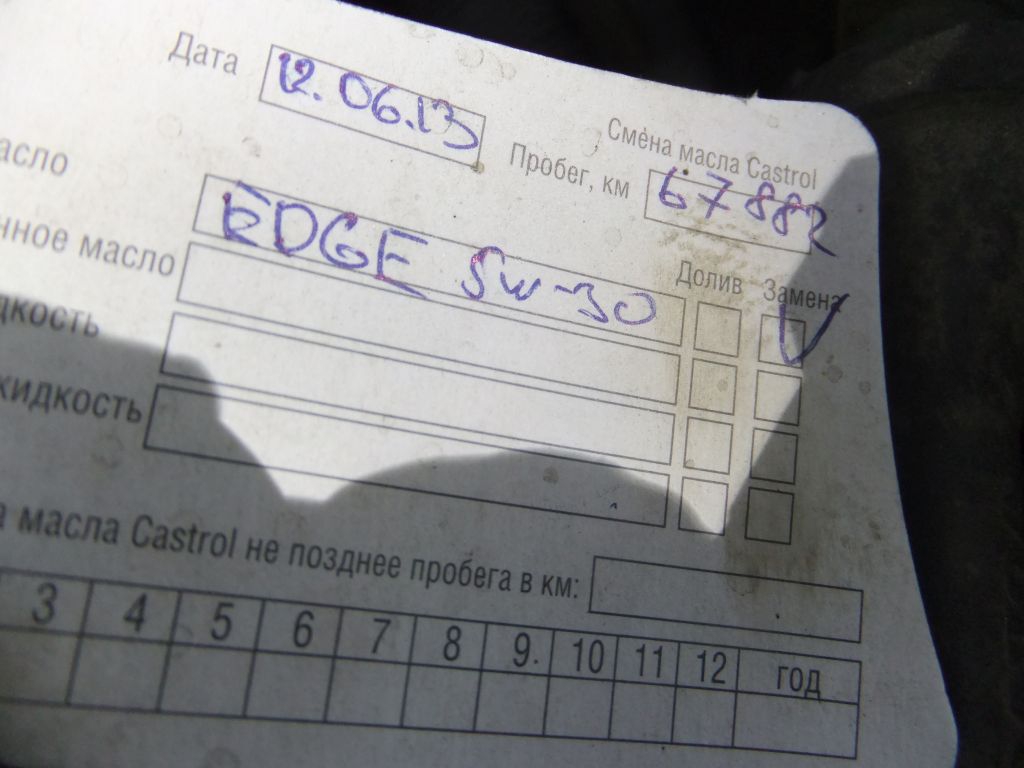 Смена масла Castrol
Дата 12.06.13 Пробег, км 67882
Долив Замена
асло EDGE 5W-30 V
нное масло
дкость
жидкость
а масла Castrol не позднее пробега в км:
3 4 5 6 7 8 9. 10 11 12 год